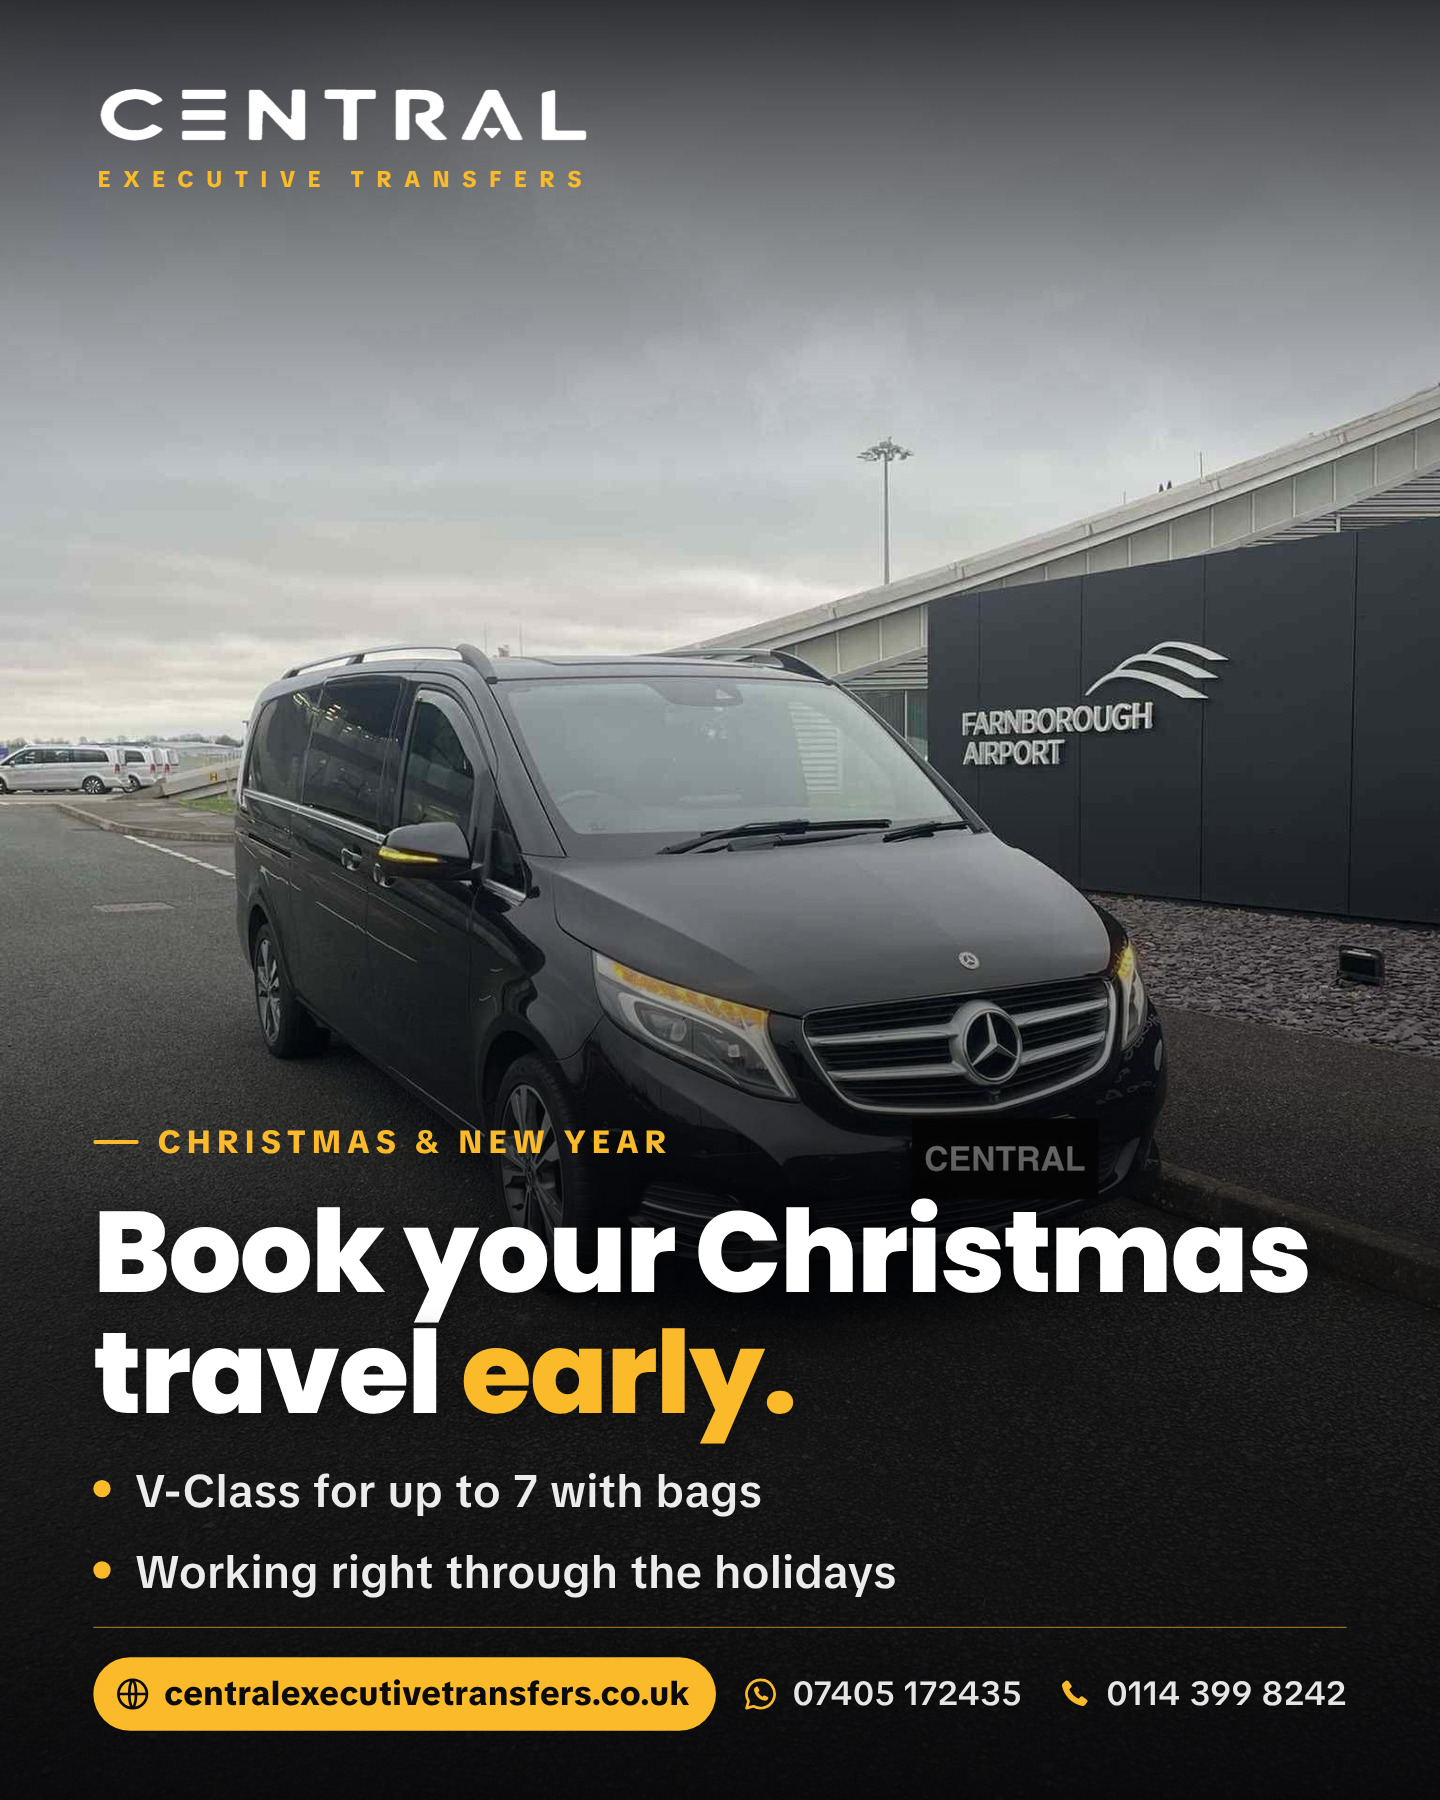 CENTRAL
EXECUTIVE TRANSFERS
FARNBOROUGH
AIRPORT
CENTRAL
CHRISTMAS & NEW YEAR
Book your Christmas
travel early.
• V-Class for up to 7 with bags
• Working right through the holidays
centralexecutivetransfers.co.uk 07405 172435 0114 399 8242